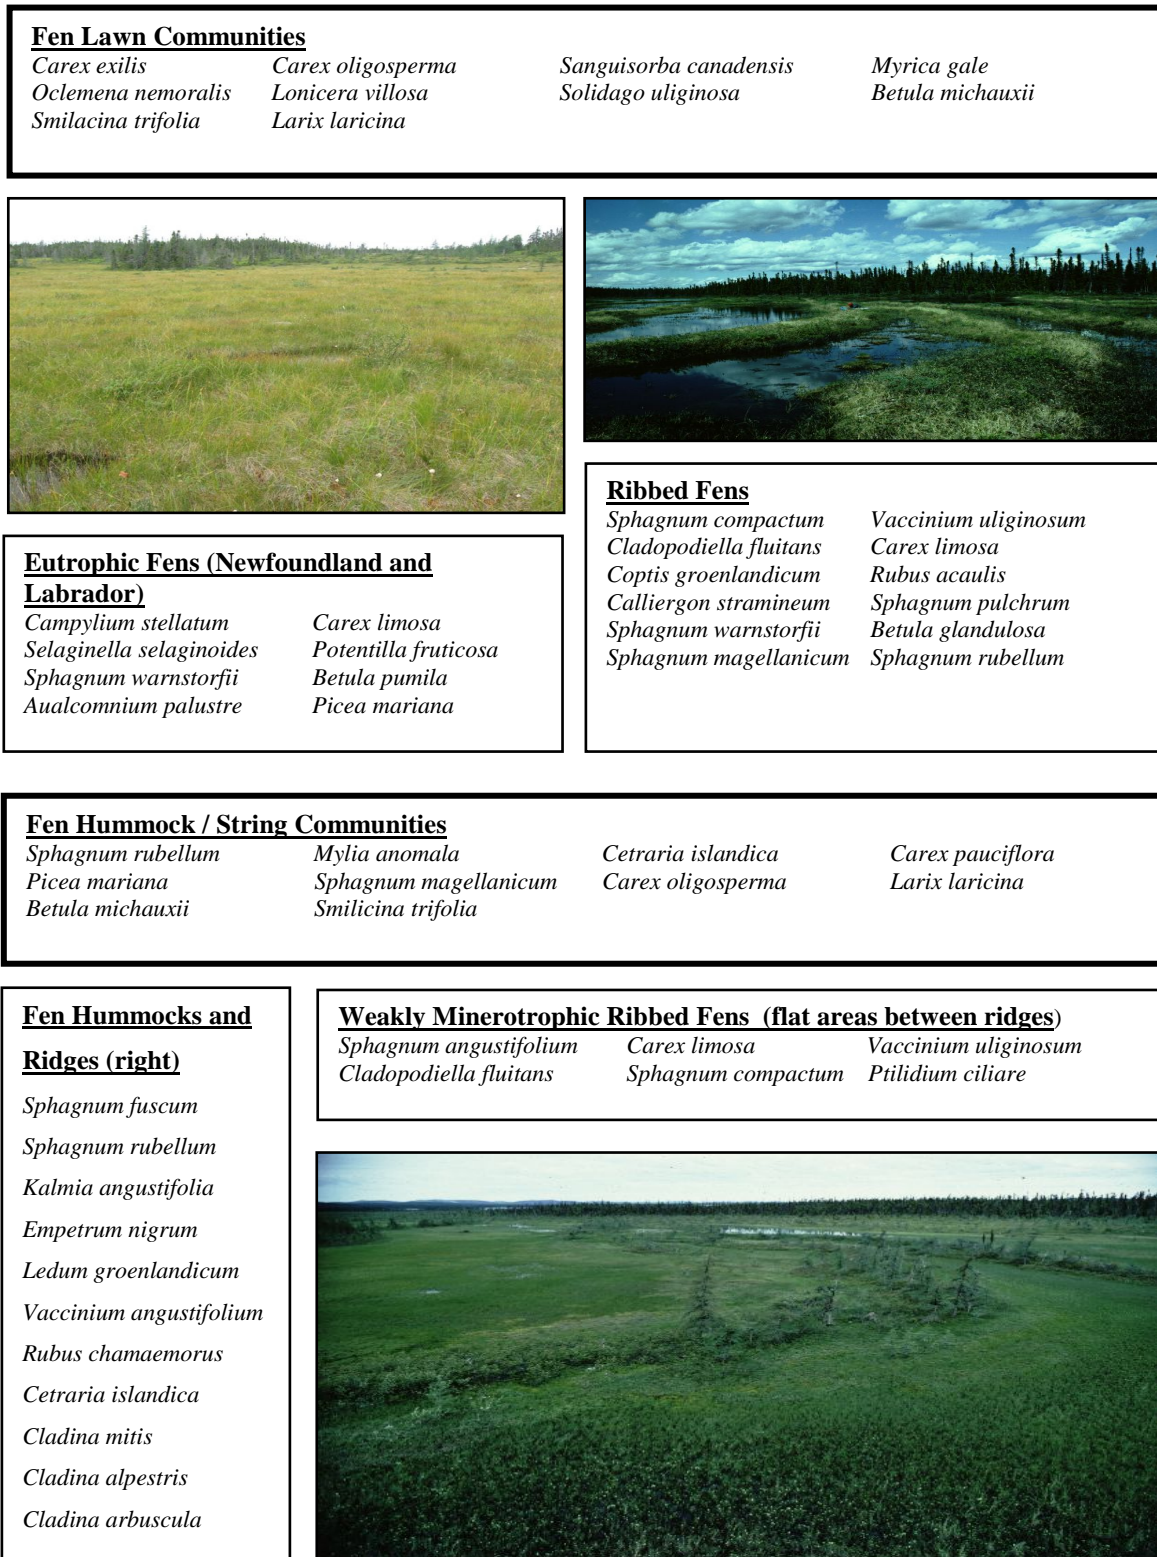 Fen Lawn Communities
Carex exilis Carex oligosperma Sanguisorba canadensis Myrica gale
Oclemena nemoralis Lonicera villosa Solidago uliginosa Betula michauxii
Smilacina trifolia Larix laricina
Ribbed Fens
Sphagnum compactum Vaccinium uliginosum
Cladopodiella fluitans Carex limosa
Coptis groenlandicum Rubus acaulis
Calliergon stramineum Sphagnum pulchrum
Sphagnum warnstorfii Betula glandulosa
Sphagnum magellanicum Sphagnum rubellum
Eutrophic Fens (Newfoundland and
Labrador)
Campylium stellatum Carex limosa
Selaginella selaginoides Potentilla fruticosa
Sphagnum warnstorfii Betula pumila
Aualcomnium palustre Picea mariana
Fen Hummock / String Communities
Sphagnum rubellum Mylia anomala Cetraria islandica Carex pauciflora
Picea mariana Sphagnum magellanicum Carex oligosperma Larix laricina
Betula michauxii Smilicina trifolia
Fen Hummocks and
Ridges (right)
Sphagnum fuscum
Sphagnum rubellum
Kalmia angustifolia
Empetrum nigrum
Ledum groenlandicum
Vaccinium angustifolium
Rubus chamaemorus
Cetraria islandica
Cladina mitis
Cladina alpestris
Cladina arbuscula
Weakly Minerotrophic Ribbed Fens (flat areas between ridges)
Sphagnum angustifolium Carex limosa Vaccinium uliginosum
Cladopodiella fluitans Sphagnum compactum Ptilidium ciliare